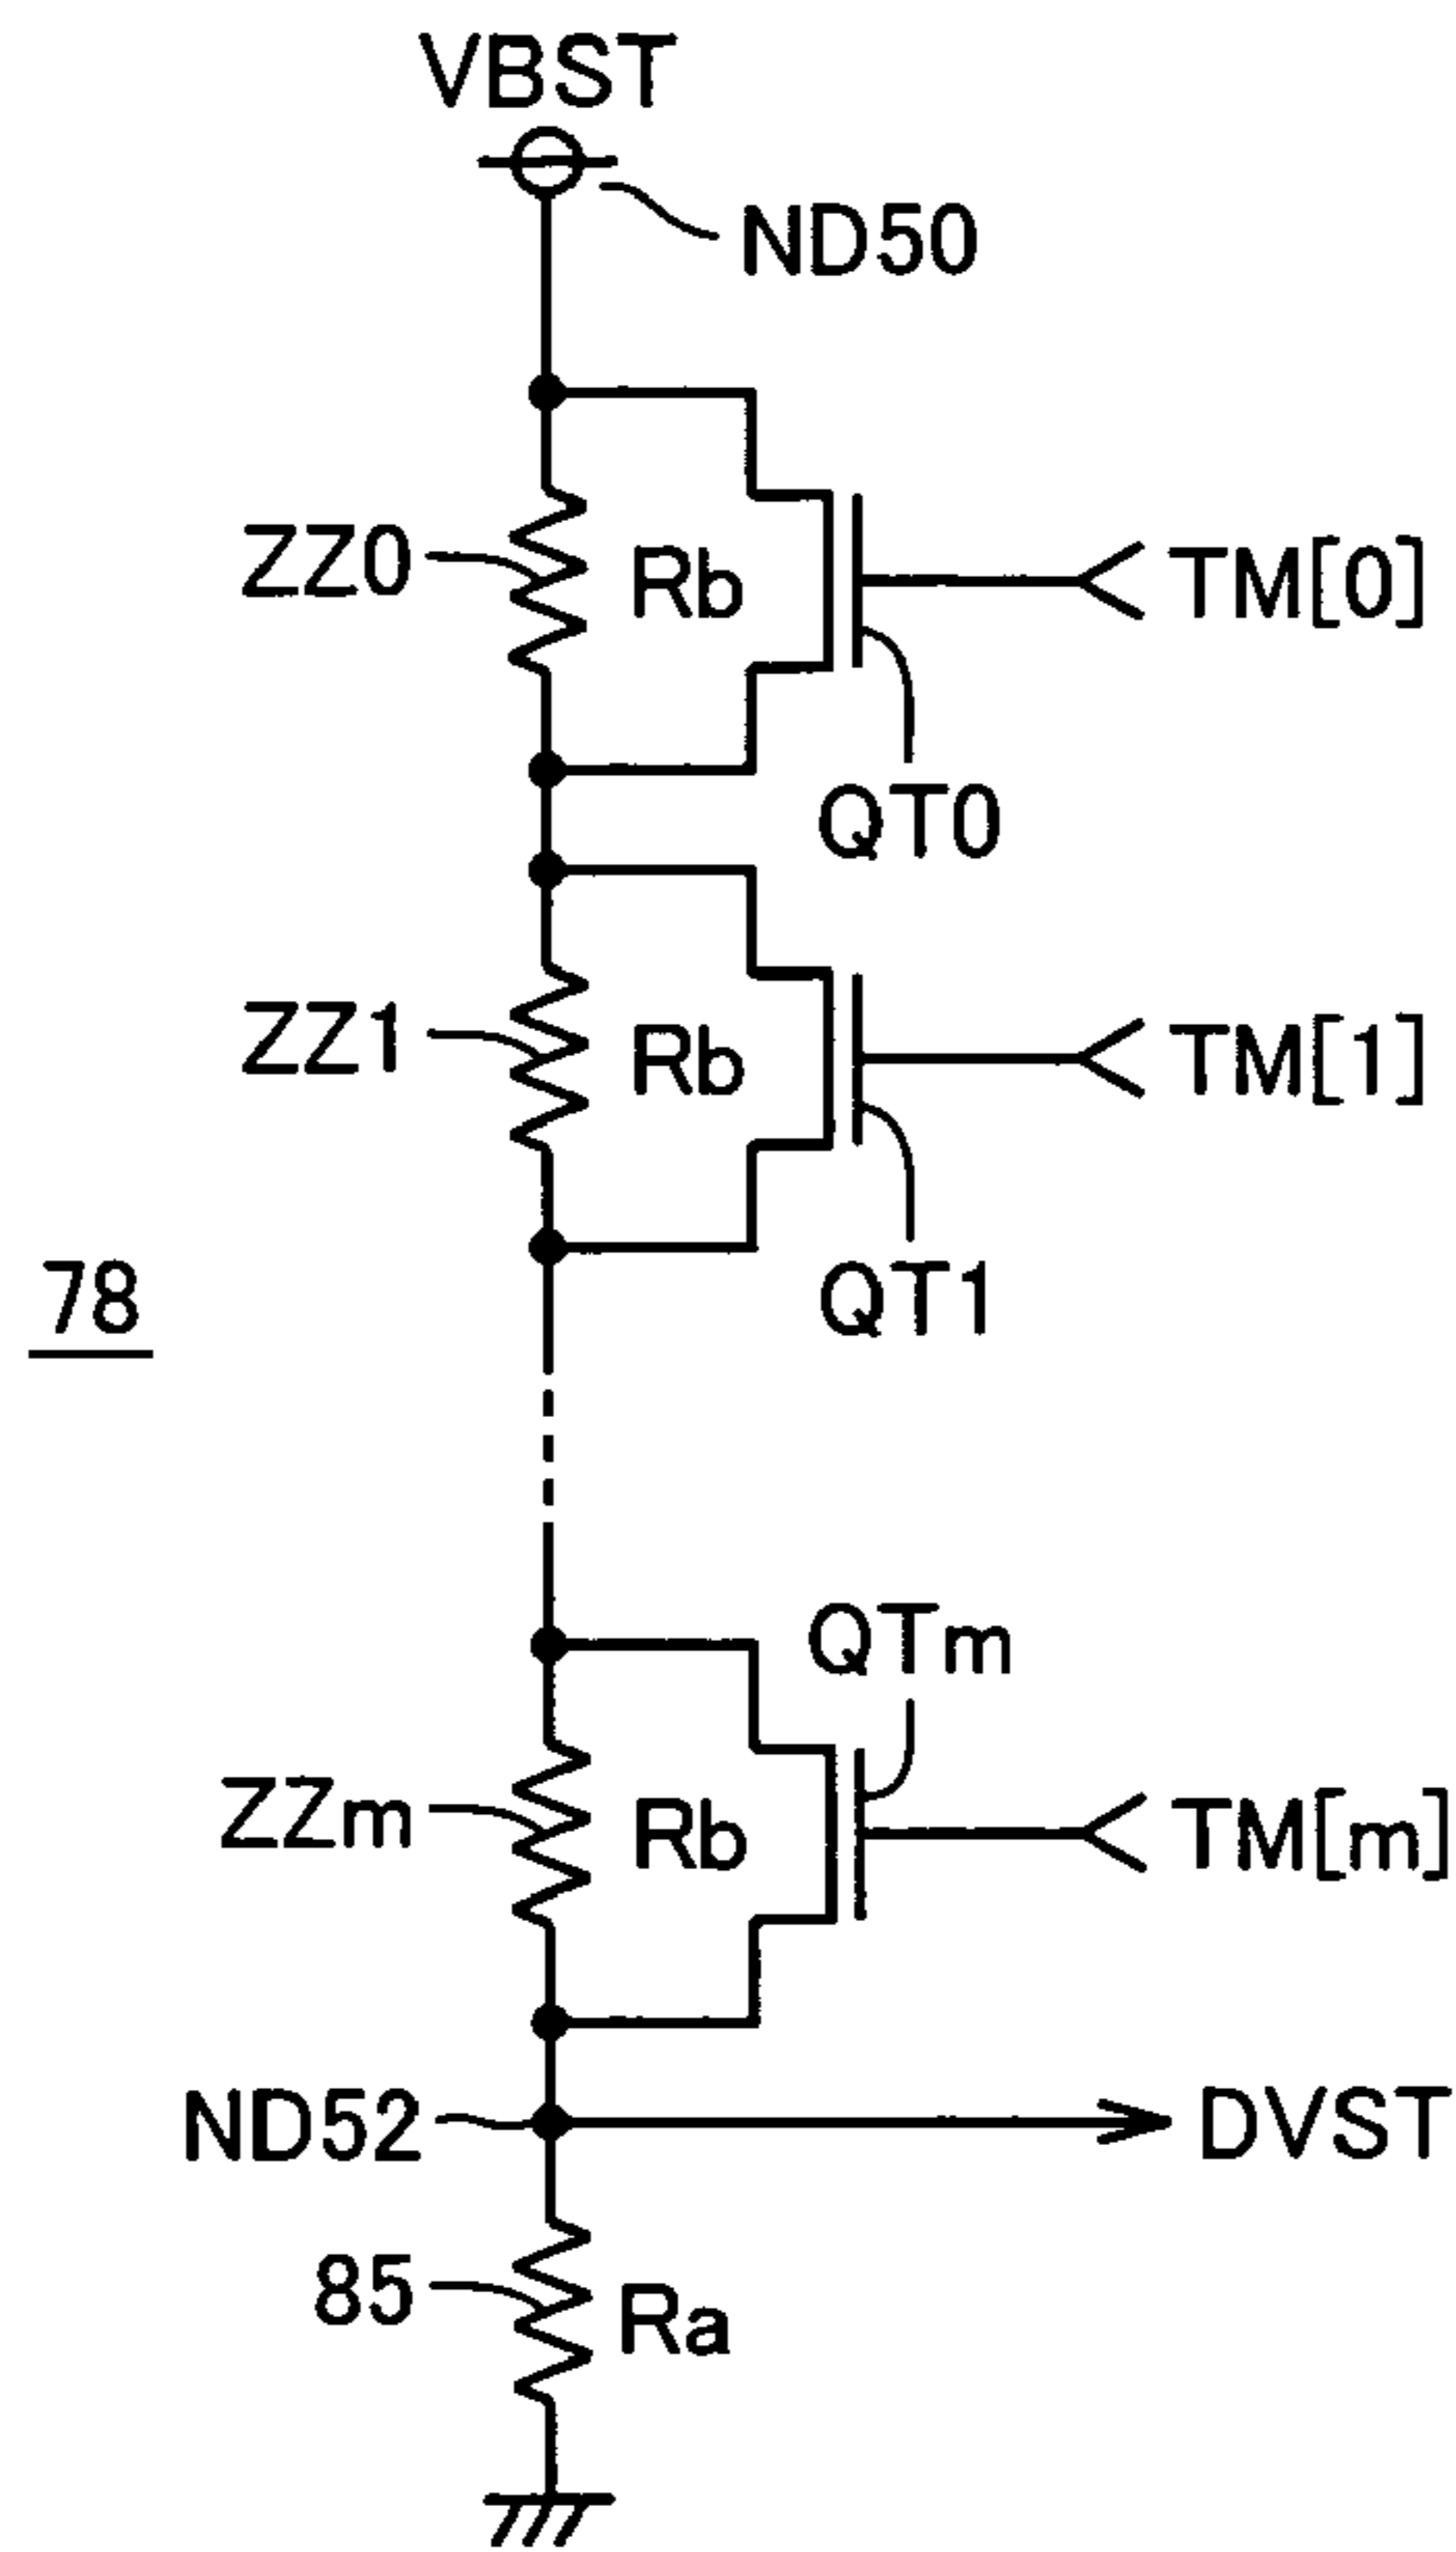 VBST
ND50
ZZ0
Rb
TM[0]
QT0
ZZ1
Rb
TM[1]
QT1
78
QTm
ZZm
Rb
TM[m]
ND52
DVST
85
Ra